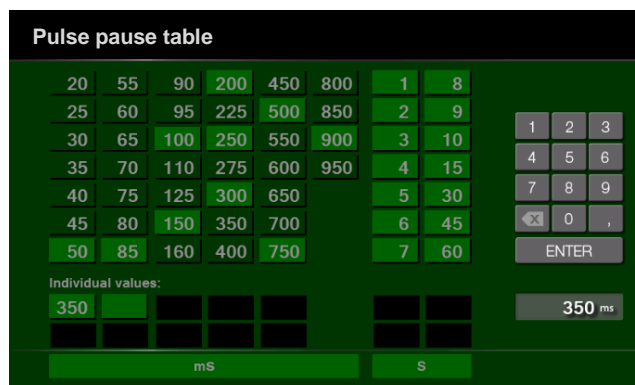 Pulse pause table
20 55 90 200 450 800 1 8
25 60 95 225 500 850 2 9
30 65 100 250 550 900 3 10
35 70 110 275 600 950 4 15
40 75 125 300 650 5 30
45 80 150 350 700 6 45
50 85 160 400 750 7 60
1 2 3
4 5 6
7 8 9
0 ,
ENTER
Individual values:
350
350 ms
mS S